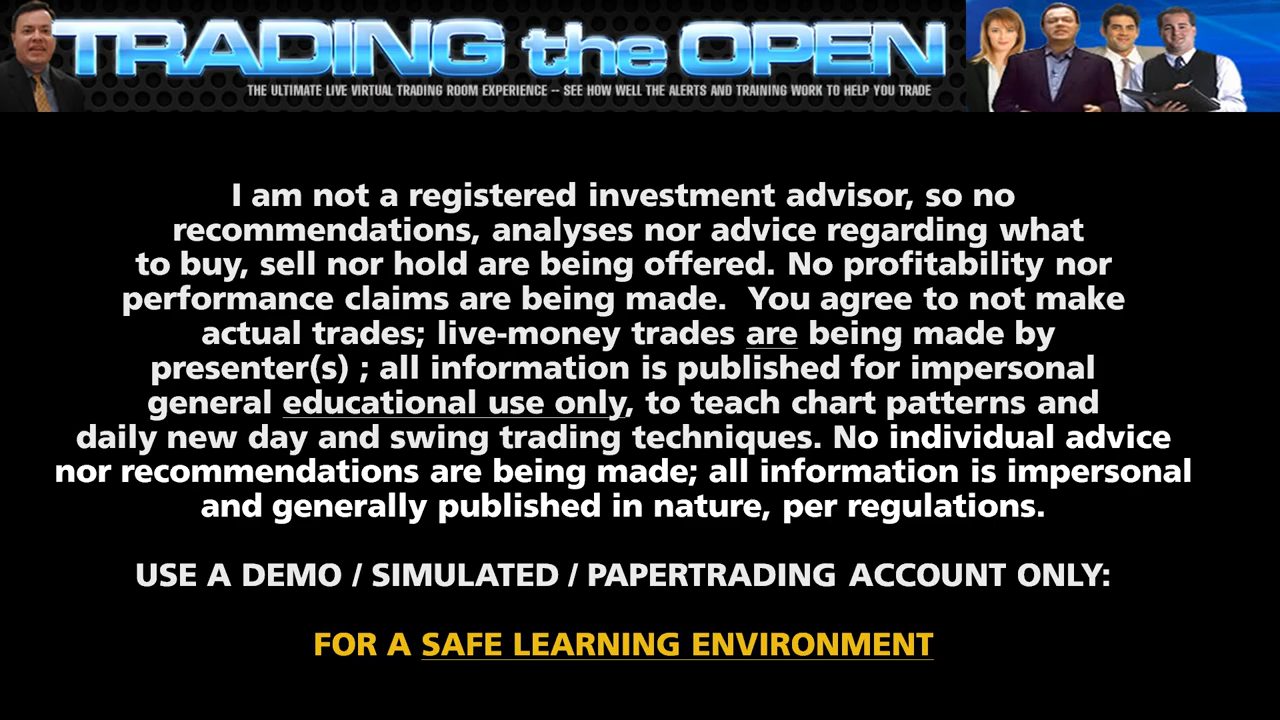 TRADING the OPEN
THE ULTIMATE LIVE VIRTUAL TRADING ROOM EXPERIENCE -- SEE HOW WELL THE ALERTS AND TRAINING WORK TO HELP YOU TRADE
I am not a registered investment advisor, so no
recommendations, analyses nor advice regarding what
to buy, sell nor hold are being offered. No profitability nor
performance claims are being made.  You agree to not make
actual trades; live-money trades are being made by
presenter(s) ; all information is published for impersonal
general educational use only, to teach chart patterns and
daily new day and swing trading techniques. No individual advice
nor recommendations are being made; all information is impersonal
and generally published in nature, per regulations.
USE A DEMO / SIMULATED / PAPERTRADING ACCOUNT ONLY:
FOR A SAFE LEARNING ENVIRONMENT